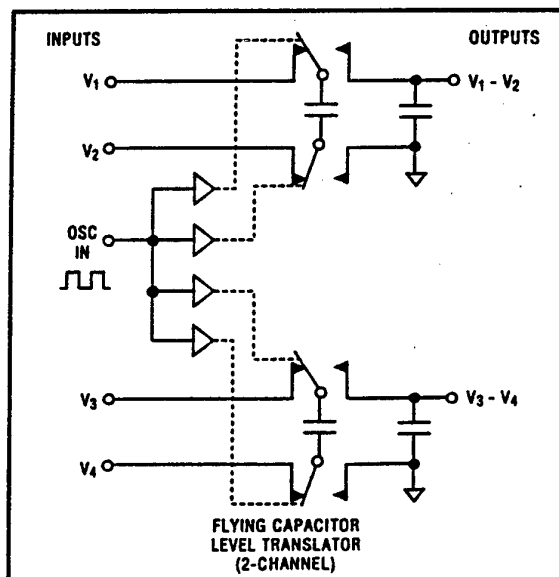 INPUTS
OUTPUTS
V1
V1 - V2
V2
OSC
IN
V3
V3 - V4
V4
FLYING CAPACITOR
LEVEL TRANSLATOR
(2-CHANNEL)